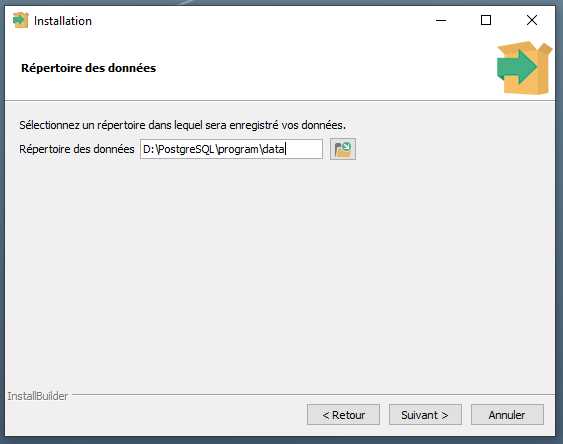 Installation
Répertoire des données
Sélectionnez un répertoire dans lequel sera enregistré vos données.
Répertoire des données D:\PostgreSQL\program\data
InstallBuilder
< Retour Suivant > Annuler